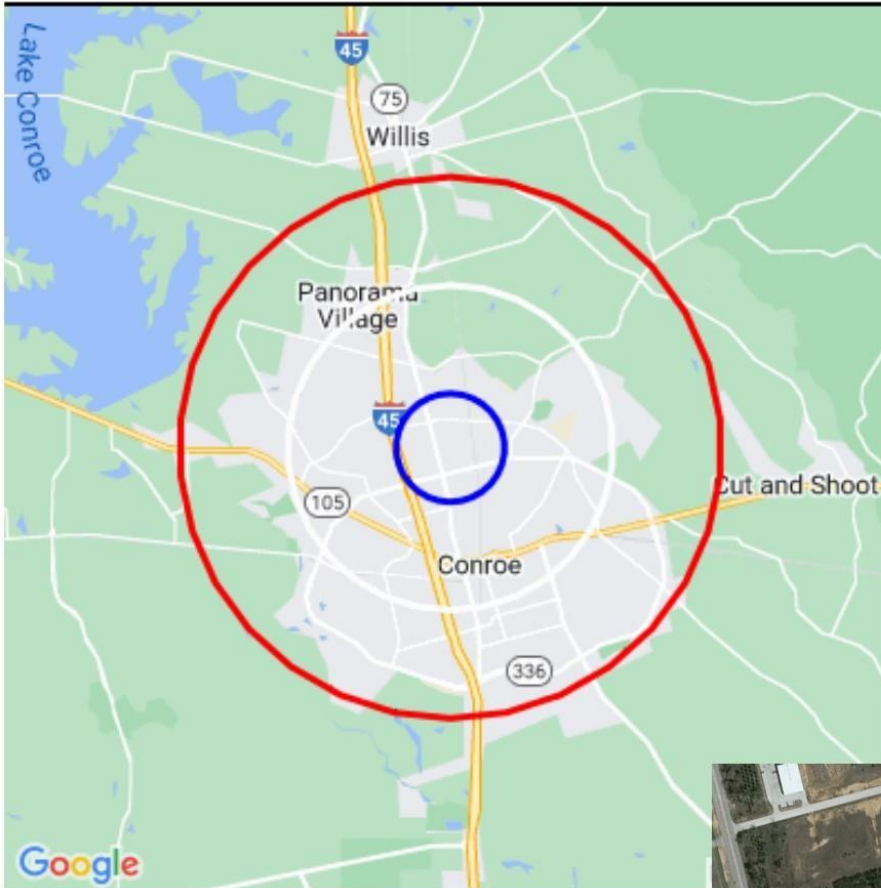 Lake Conroe
45
75
Willis
Panorama
Village
45
105
Cut and Shoot
Conroe
336
Google